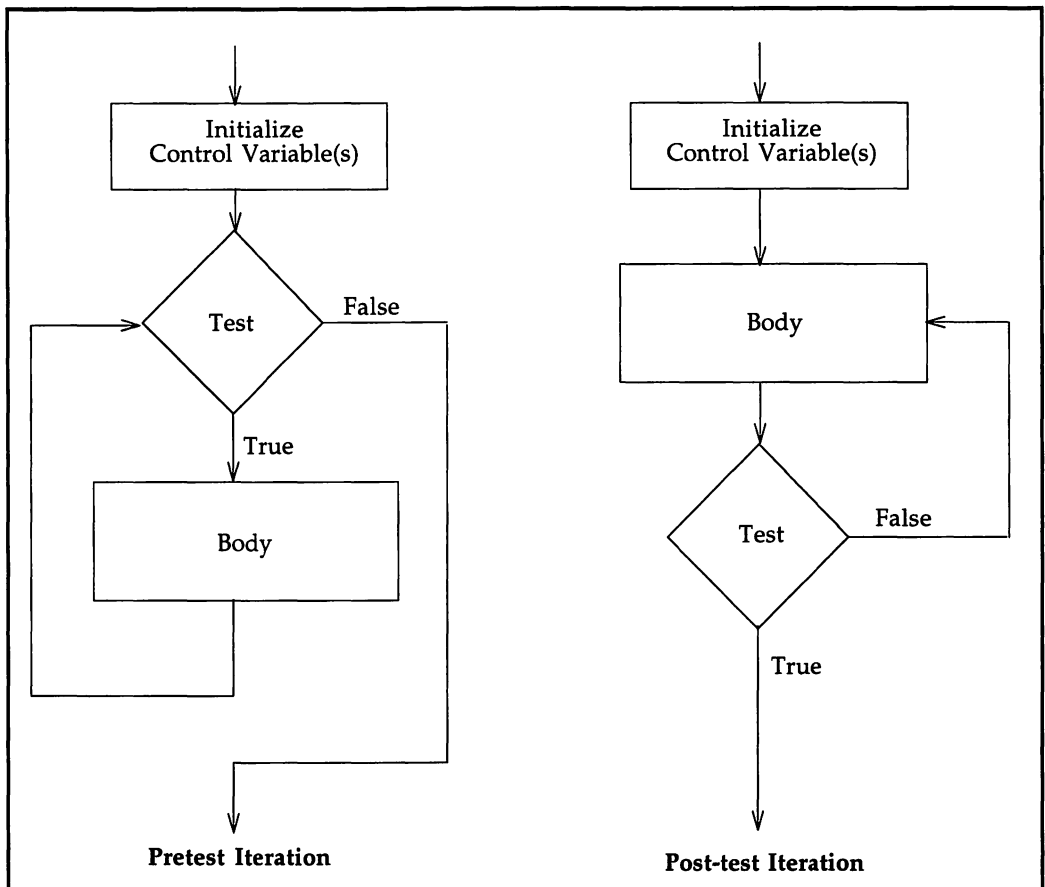 Initialize
Control Variable(s)
Test
False
True
Body
Pretest Iteration
Initialize
Control Variable(s)
Body
Test
False
True
Post-test Iteration